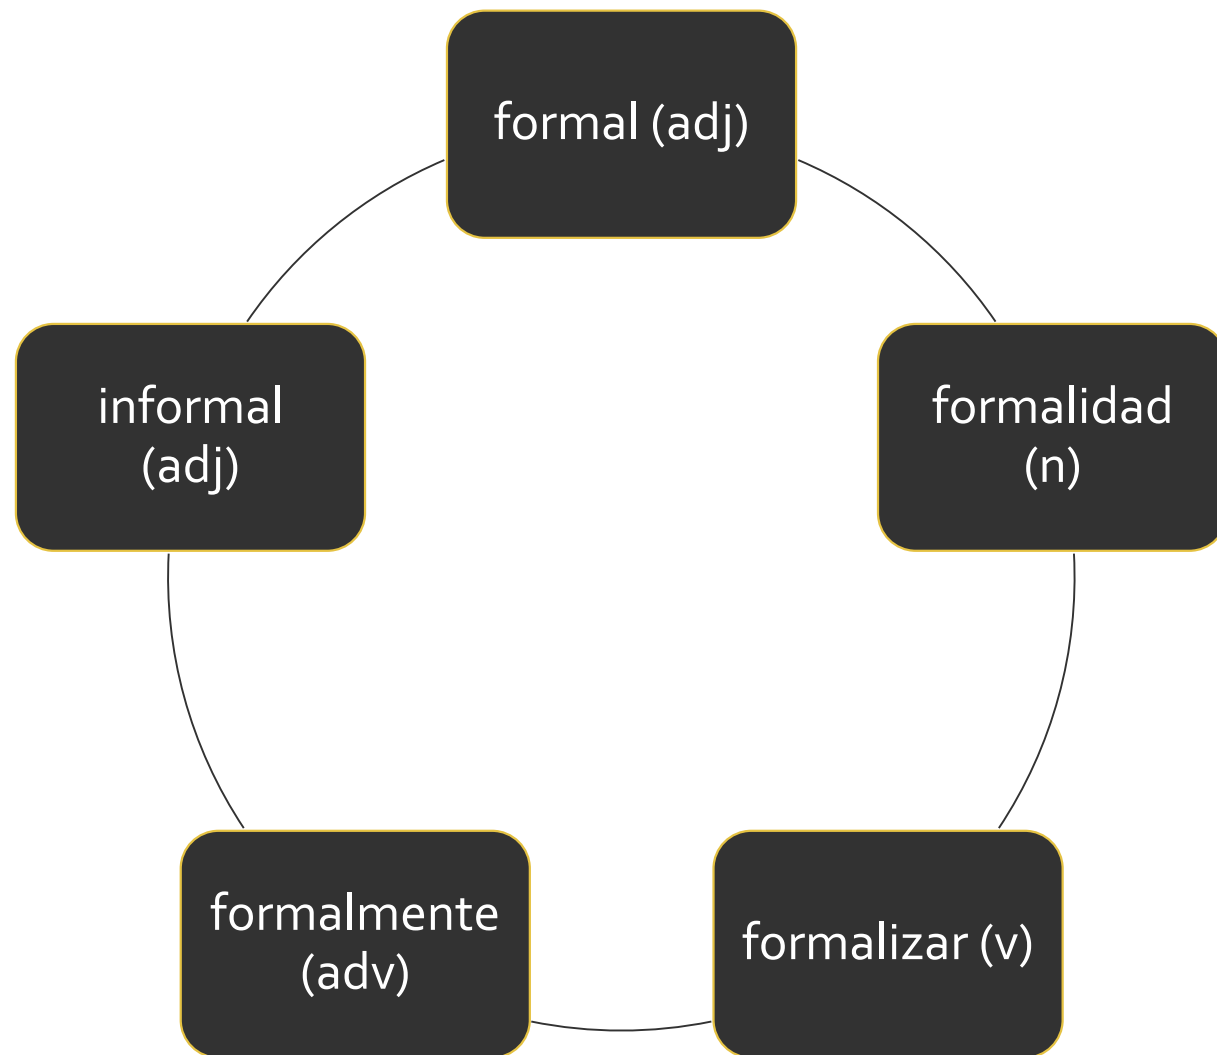 formal (adj)
formalidad
(n)
formalizar (v)
formalmente
(adv)
informal
(adj)